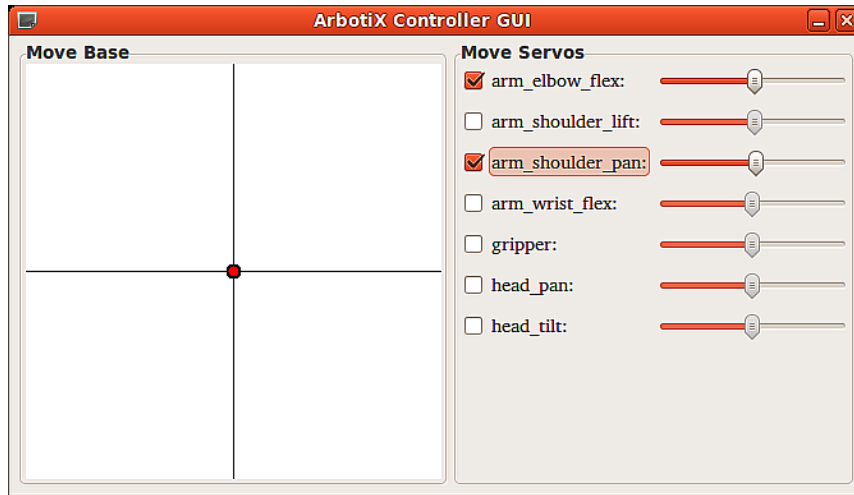 ArbotiX Controller GUI
Move Base
Move Servos
arm_elbow_flex:
arm_shoulder_lift:
arm_shoulder_pan:
arm_wrist_flex:
gripper:
head_pan:
head_tilt: